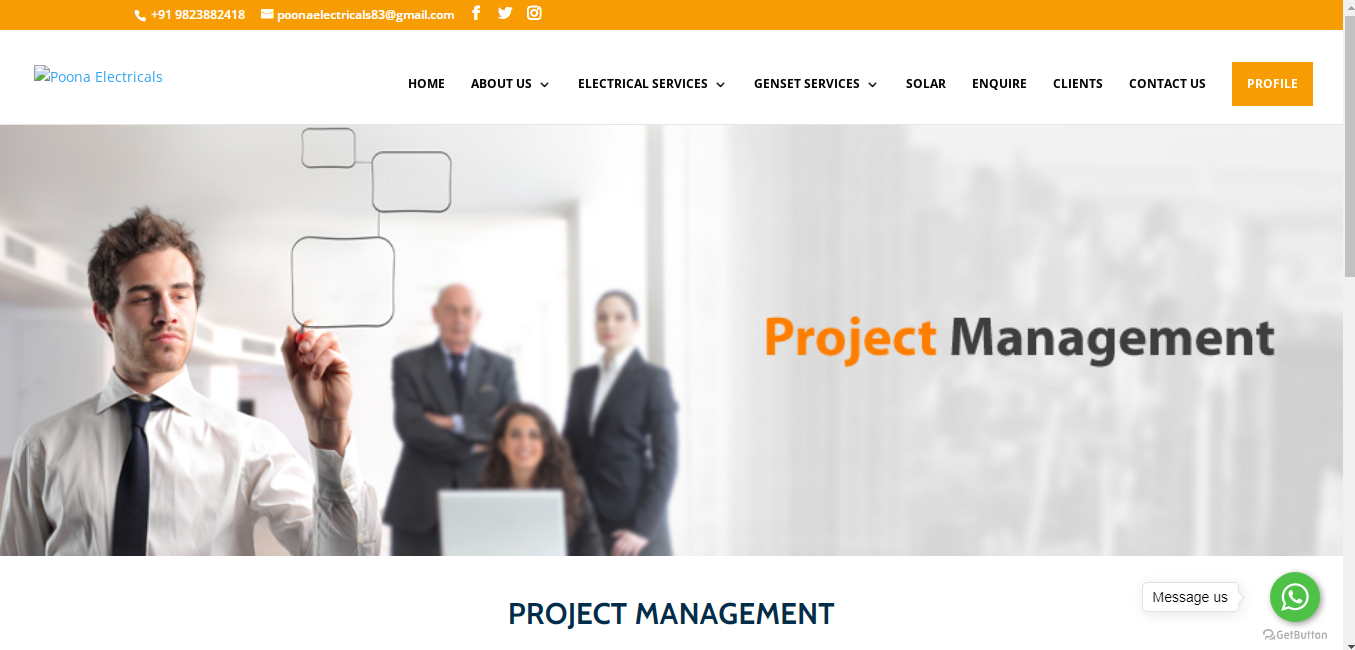 +91 9823882418 poonaelectricals83@gmail.com
Poona Electricals
HOME ABOUT US ELECTRICAL SERVICES GENSET SERVICES SOLAR ENQUIRE CLIENTS CONTACT US PROFILE
Project Management
PROJECT MANAGEMENT
Message us
GetButton